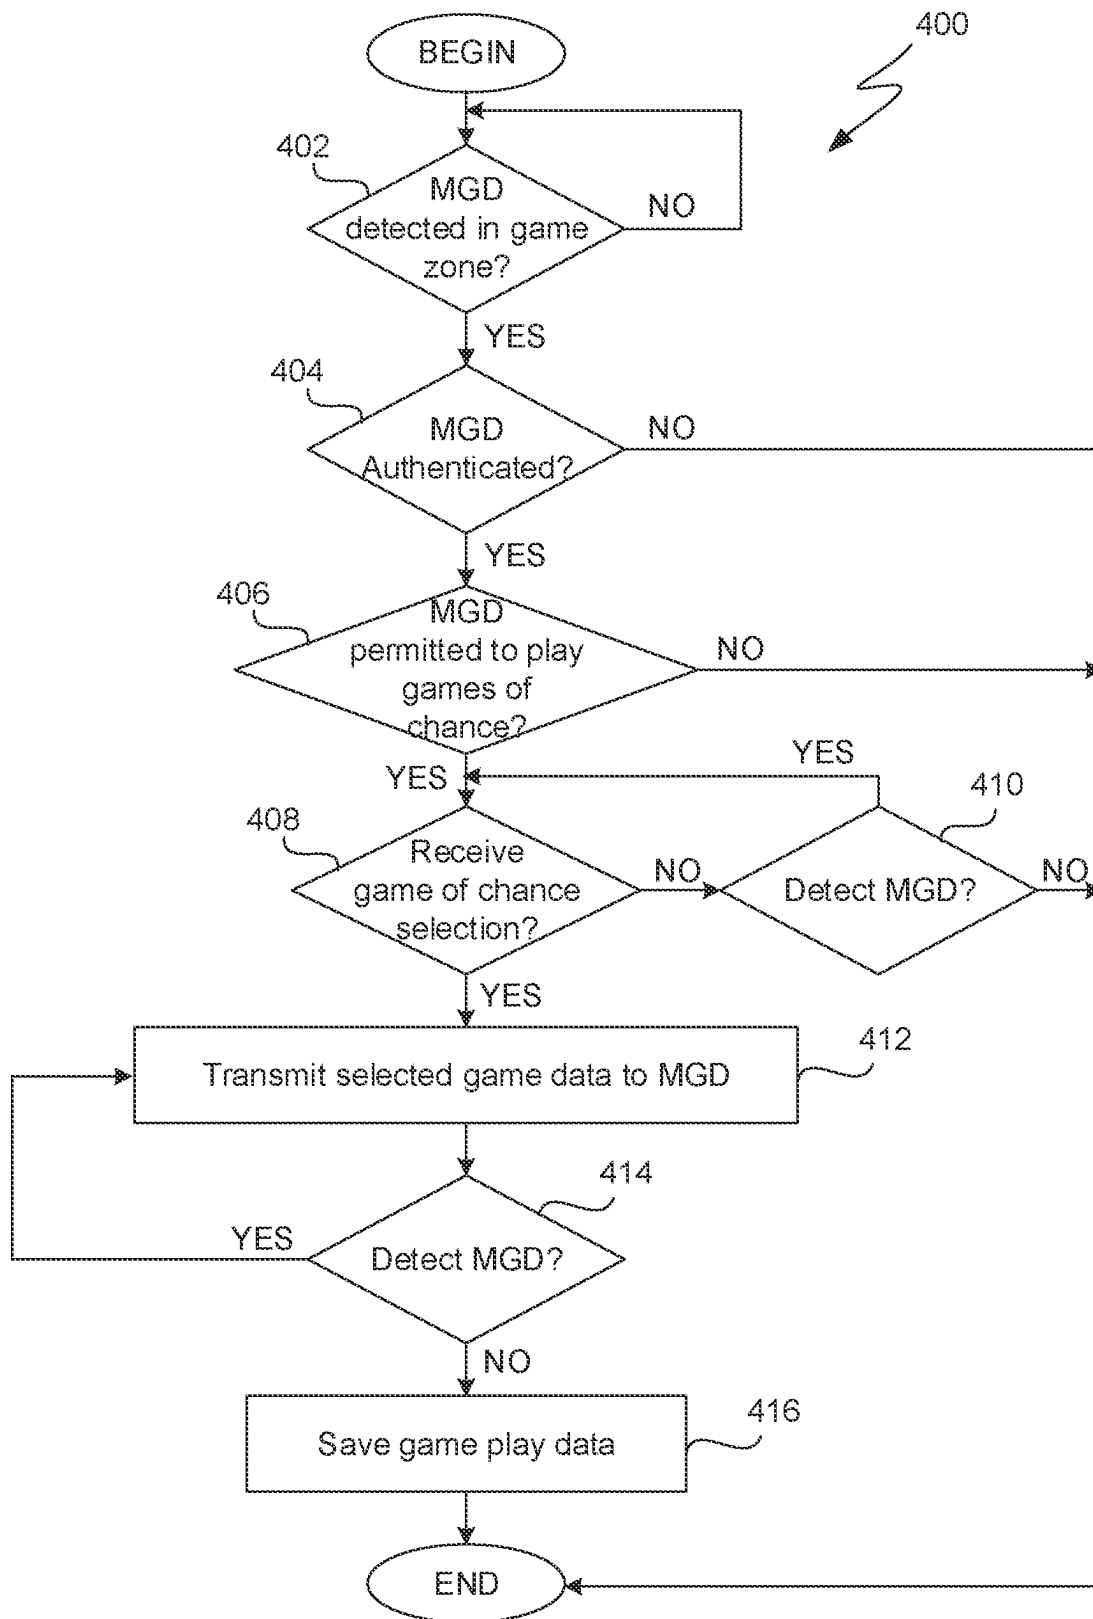 400
BEGIN
402
MGD
detected in game
zone?
NO
YES
404
MGD
Authenticated?
NO
YES
406
MGD
permitted to play
games of
chance?
NO
YES
YES
408
Receive
game of chance
selection?
NO
410
Detect MGD?
NO
YES
412
Transmit selected game data to MGD
414
Detect MGD?
YES
NO
416
Save game play data
END